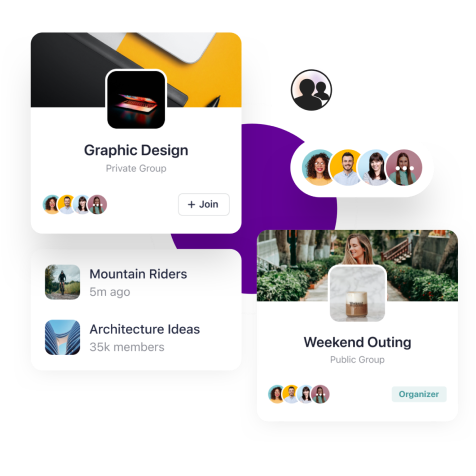 Graphic Design
Private Group
+ Join
Mountain Riders
5m ago
Architecture Ideas
35k members
Weekend Outing
Public Group
Organizer